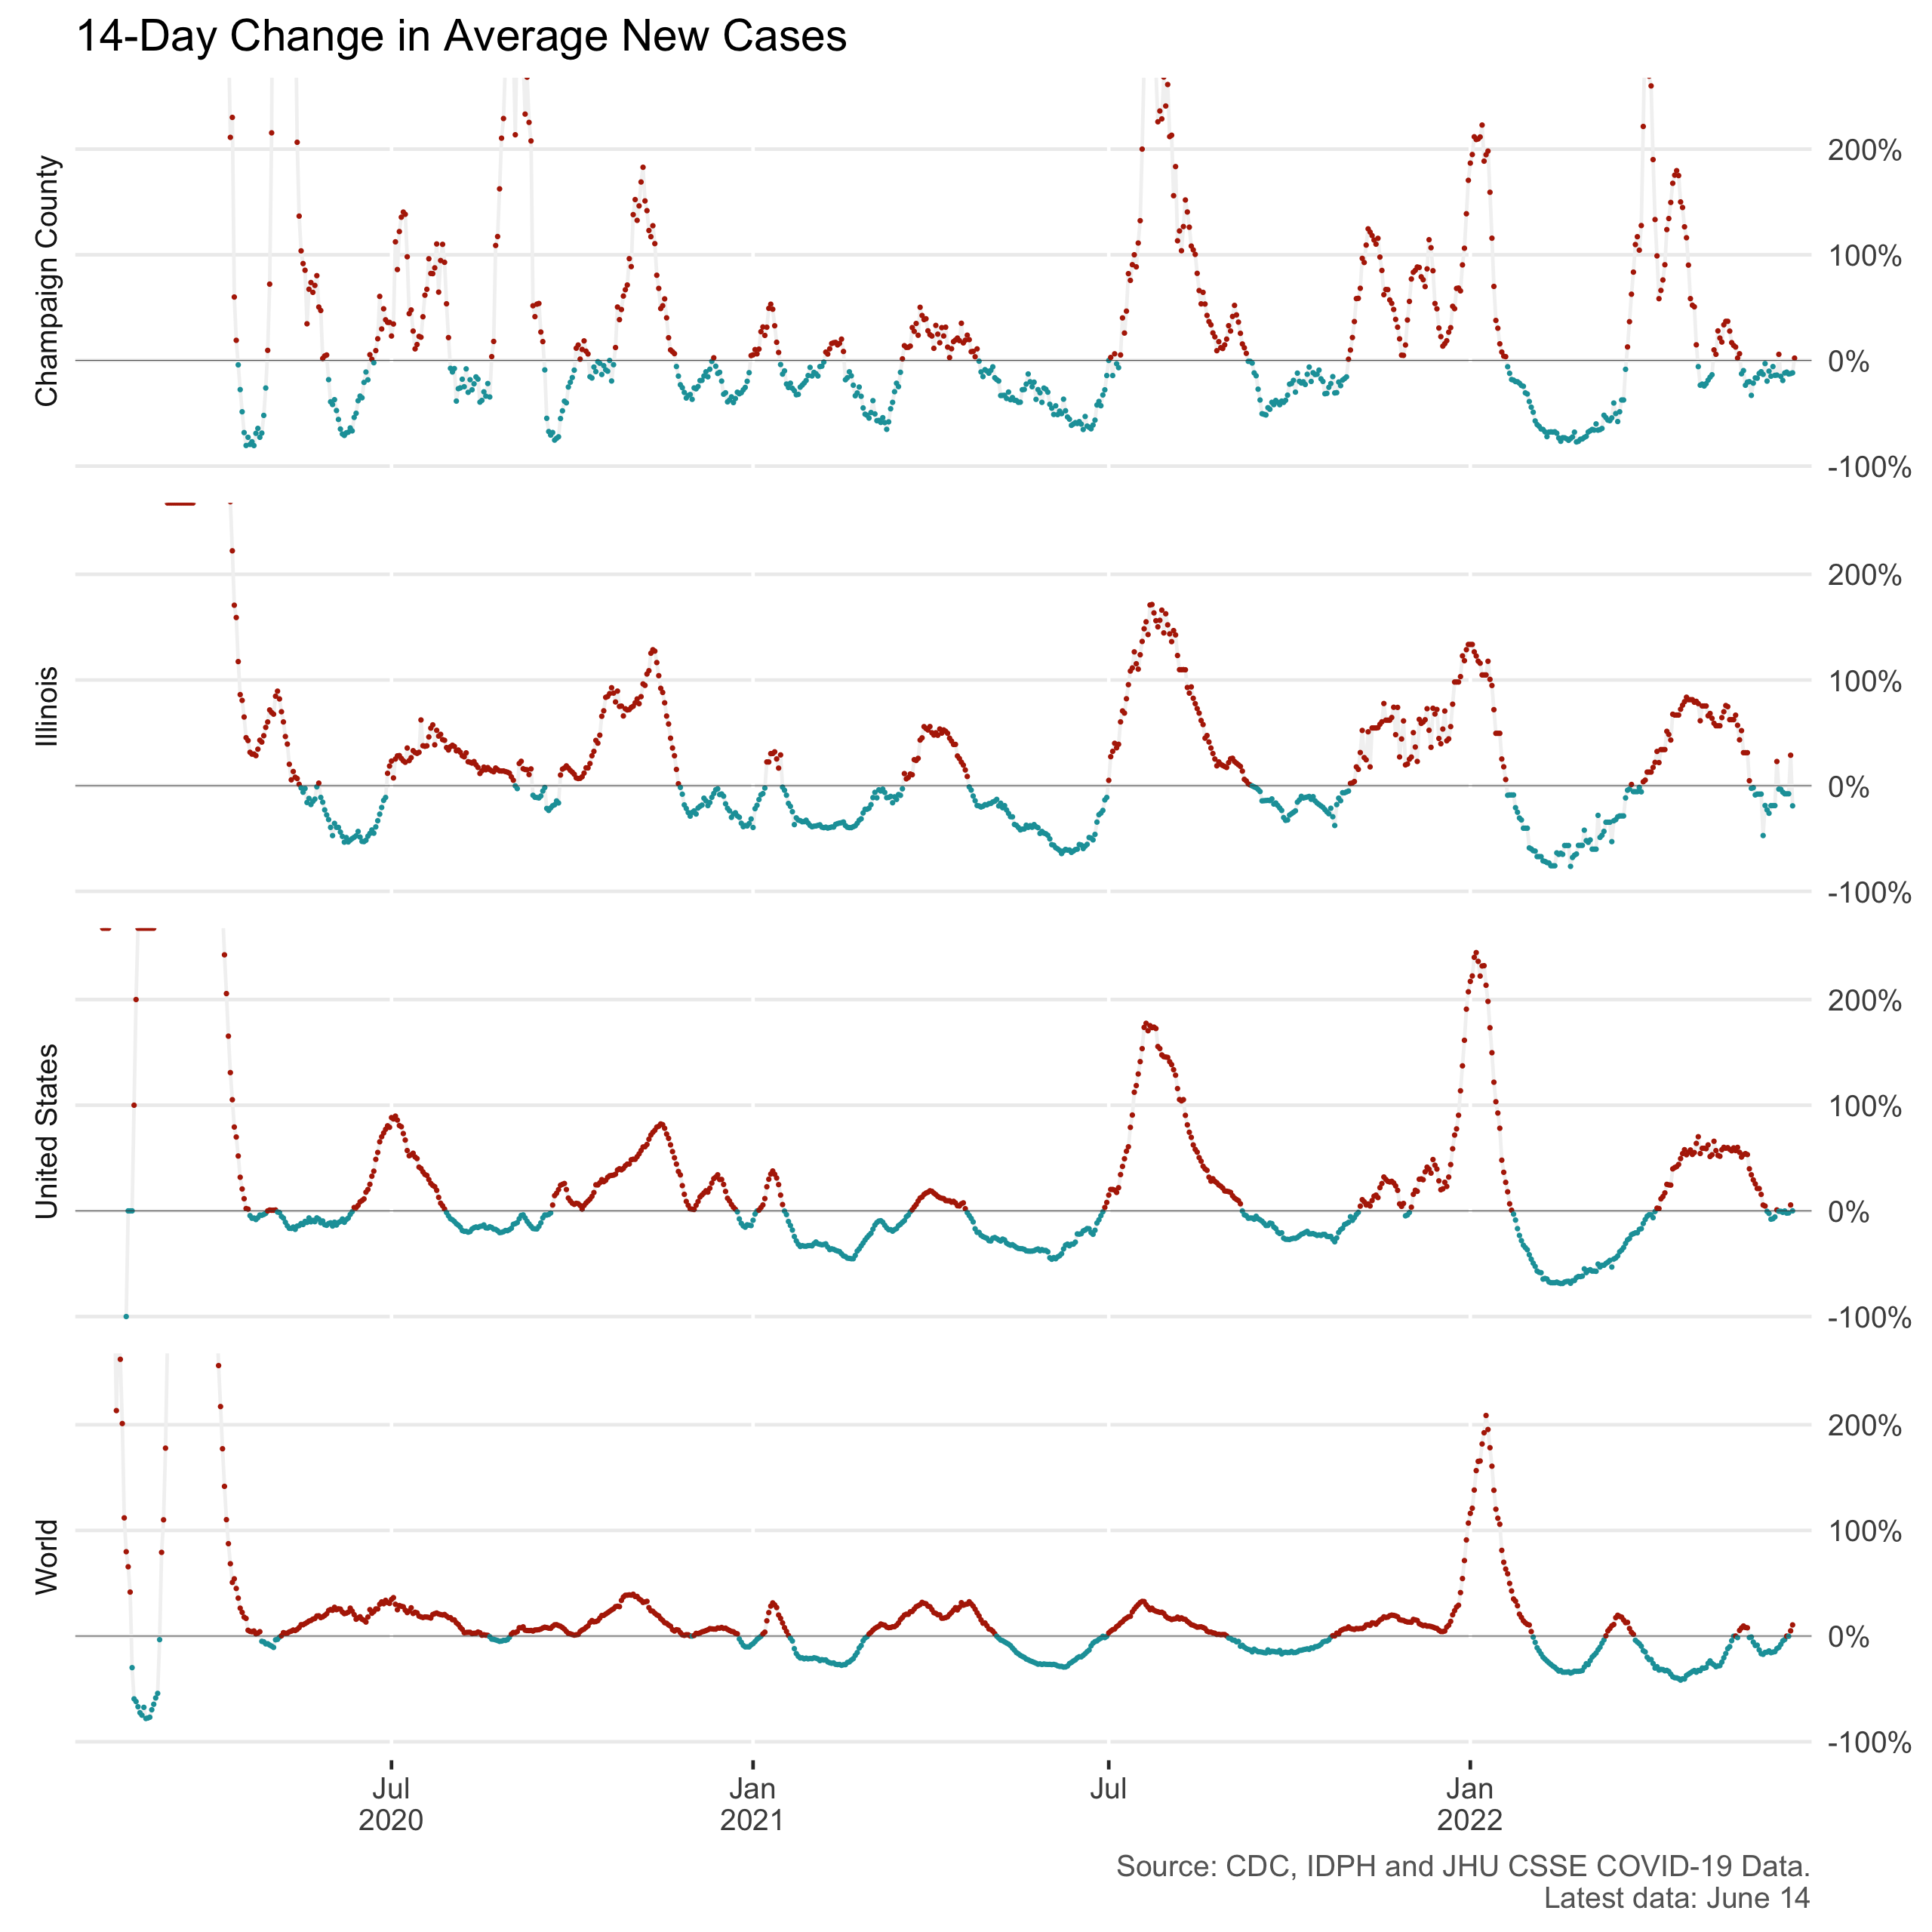 14-Day Change in Average New Cases
Champaign County
200%
100%
0%
-100%
Illinois
200%
100%
0%
-100%
United States
200%
100%
0%
-100%
World
200%
100%
0%
-100%
Jul
2020
Jan
2021
Jul
Jan
2022
Source: CDC, IDPH and JHU CSSE COVID-19 Data.
Latest data: June 14